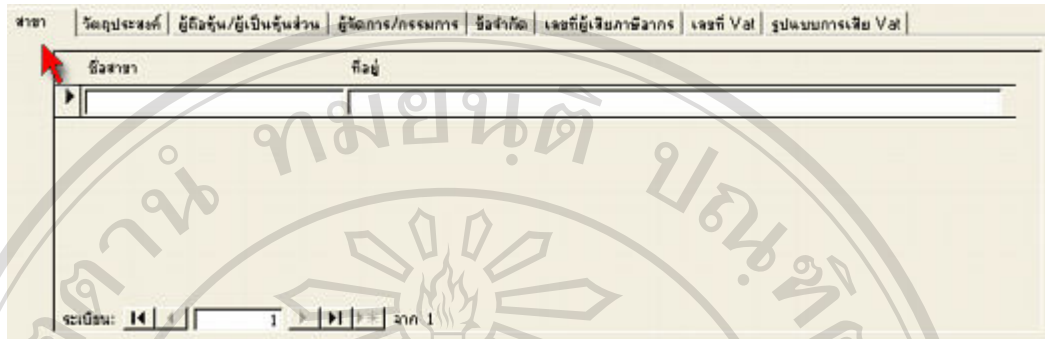 สาขา วัตถุประสงค์ ผู้ถือหุ้น/ผู้เป็นหุ้นส่วน ผู้จัดการ/กรรมการ ข้อจำกัด เลขที่ผู้เสียภาษีอากร เลขที่ Vat รูปแบบการเสีย Vat
ชื่อสาขา ที่อยู่
ระเบียน: 1 จาก 1